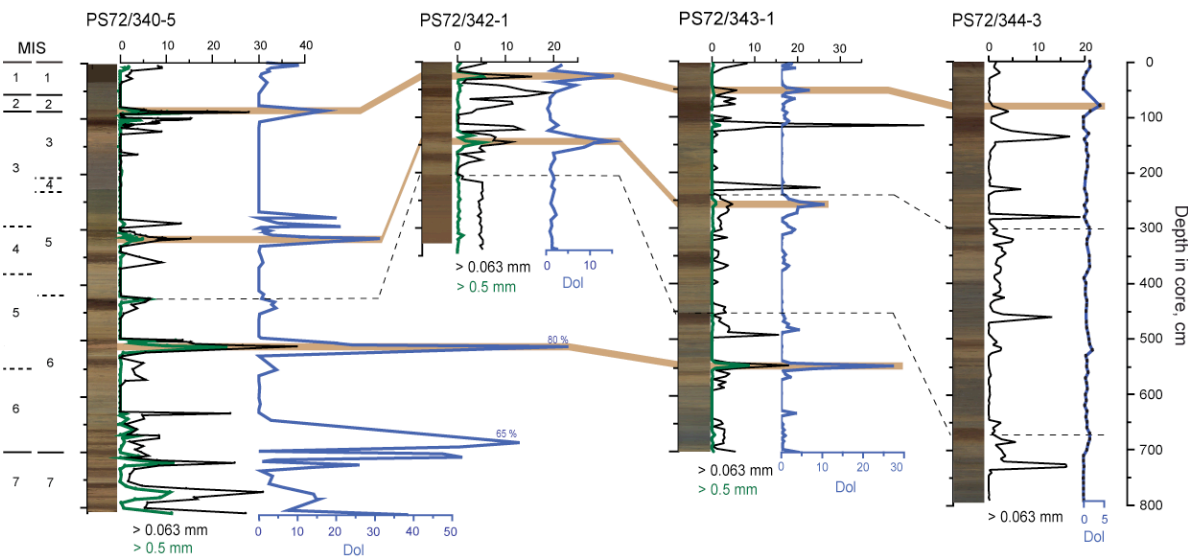 PS72/340-5 PS72/342-1 PS72/343-1 PS72/344-3
MIS
0 10 20 30 40
0 10 20
0 10 20 30
0 10 20
1 1
2 2
3 3
4
4 5
5
6
6
7 7
80 %
65 %
0
100
200
300
400
500
600
700
800
Depth in core, cm
> 0.063 mm
> 0.5 mm
0 10 20 30 40 50
Dol
> 0.063 mm
> 0.5 mm
0 10
Dol
> 0.063 mm
> 0.5 mm
0 10 20 30
Dol
> 0.063 mm
0 5
Dol